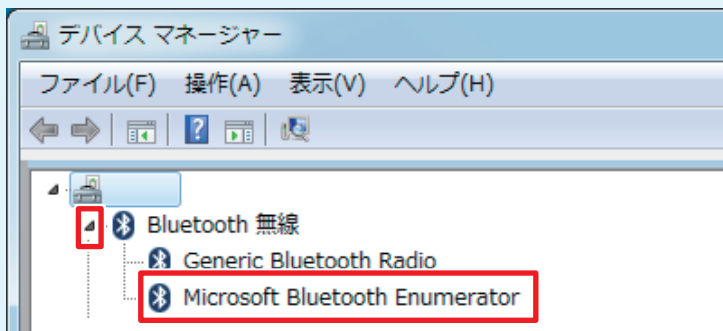 デバイス マネージャー
ファイル(F) 操作(A) 表示(V) ヘルプ(H)
Bluetooth 無線
Generic Bluetooth Radio
Microsoft Bluetooth Enumerator